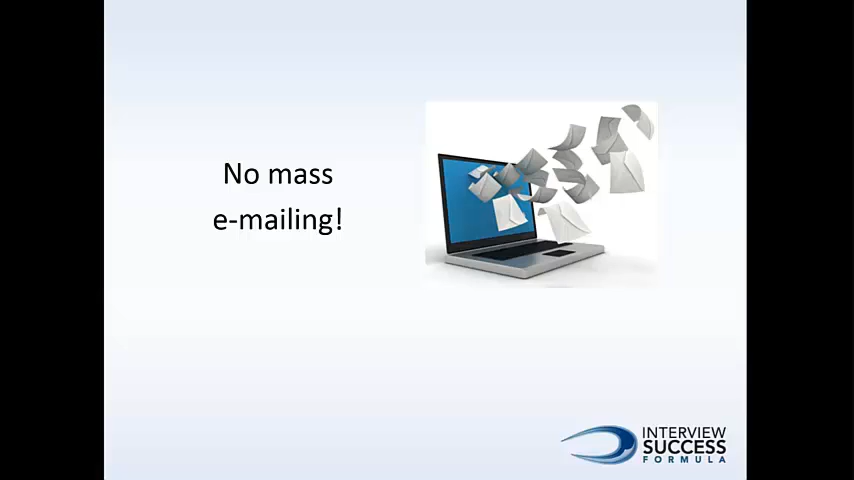 No mass
e-mailing!
INTERVIEW
SUCCESS
FORMULA